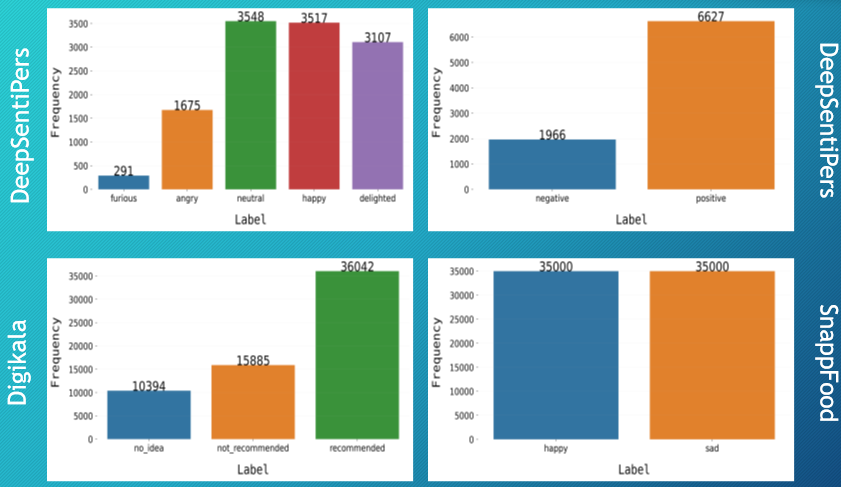 DeepSentiPers
Frequency
3500
3000
2500
2000
1500
1000
500
0
291
1675
3548
3517
3107
furious
angry
neutral
happy
delighted
Label
DeepSentiPers
Frequency
6000
5000
4000
3000
2000
1000
0
1966
6627
negative
positive
Label
Digikala
Frequency
35000
30000
25000
20000
15000
10000
5000
0
10394
15885
36042
no_idea
not_recommended
recommended
Label
SnappFood
Frequency
35000
30000
25000
20000
15000
10000
5000
0
35000
35000
happy
sad
Label